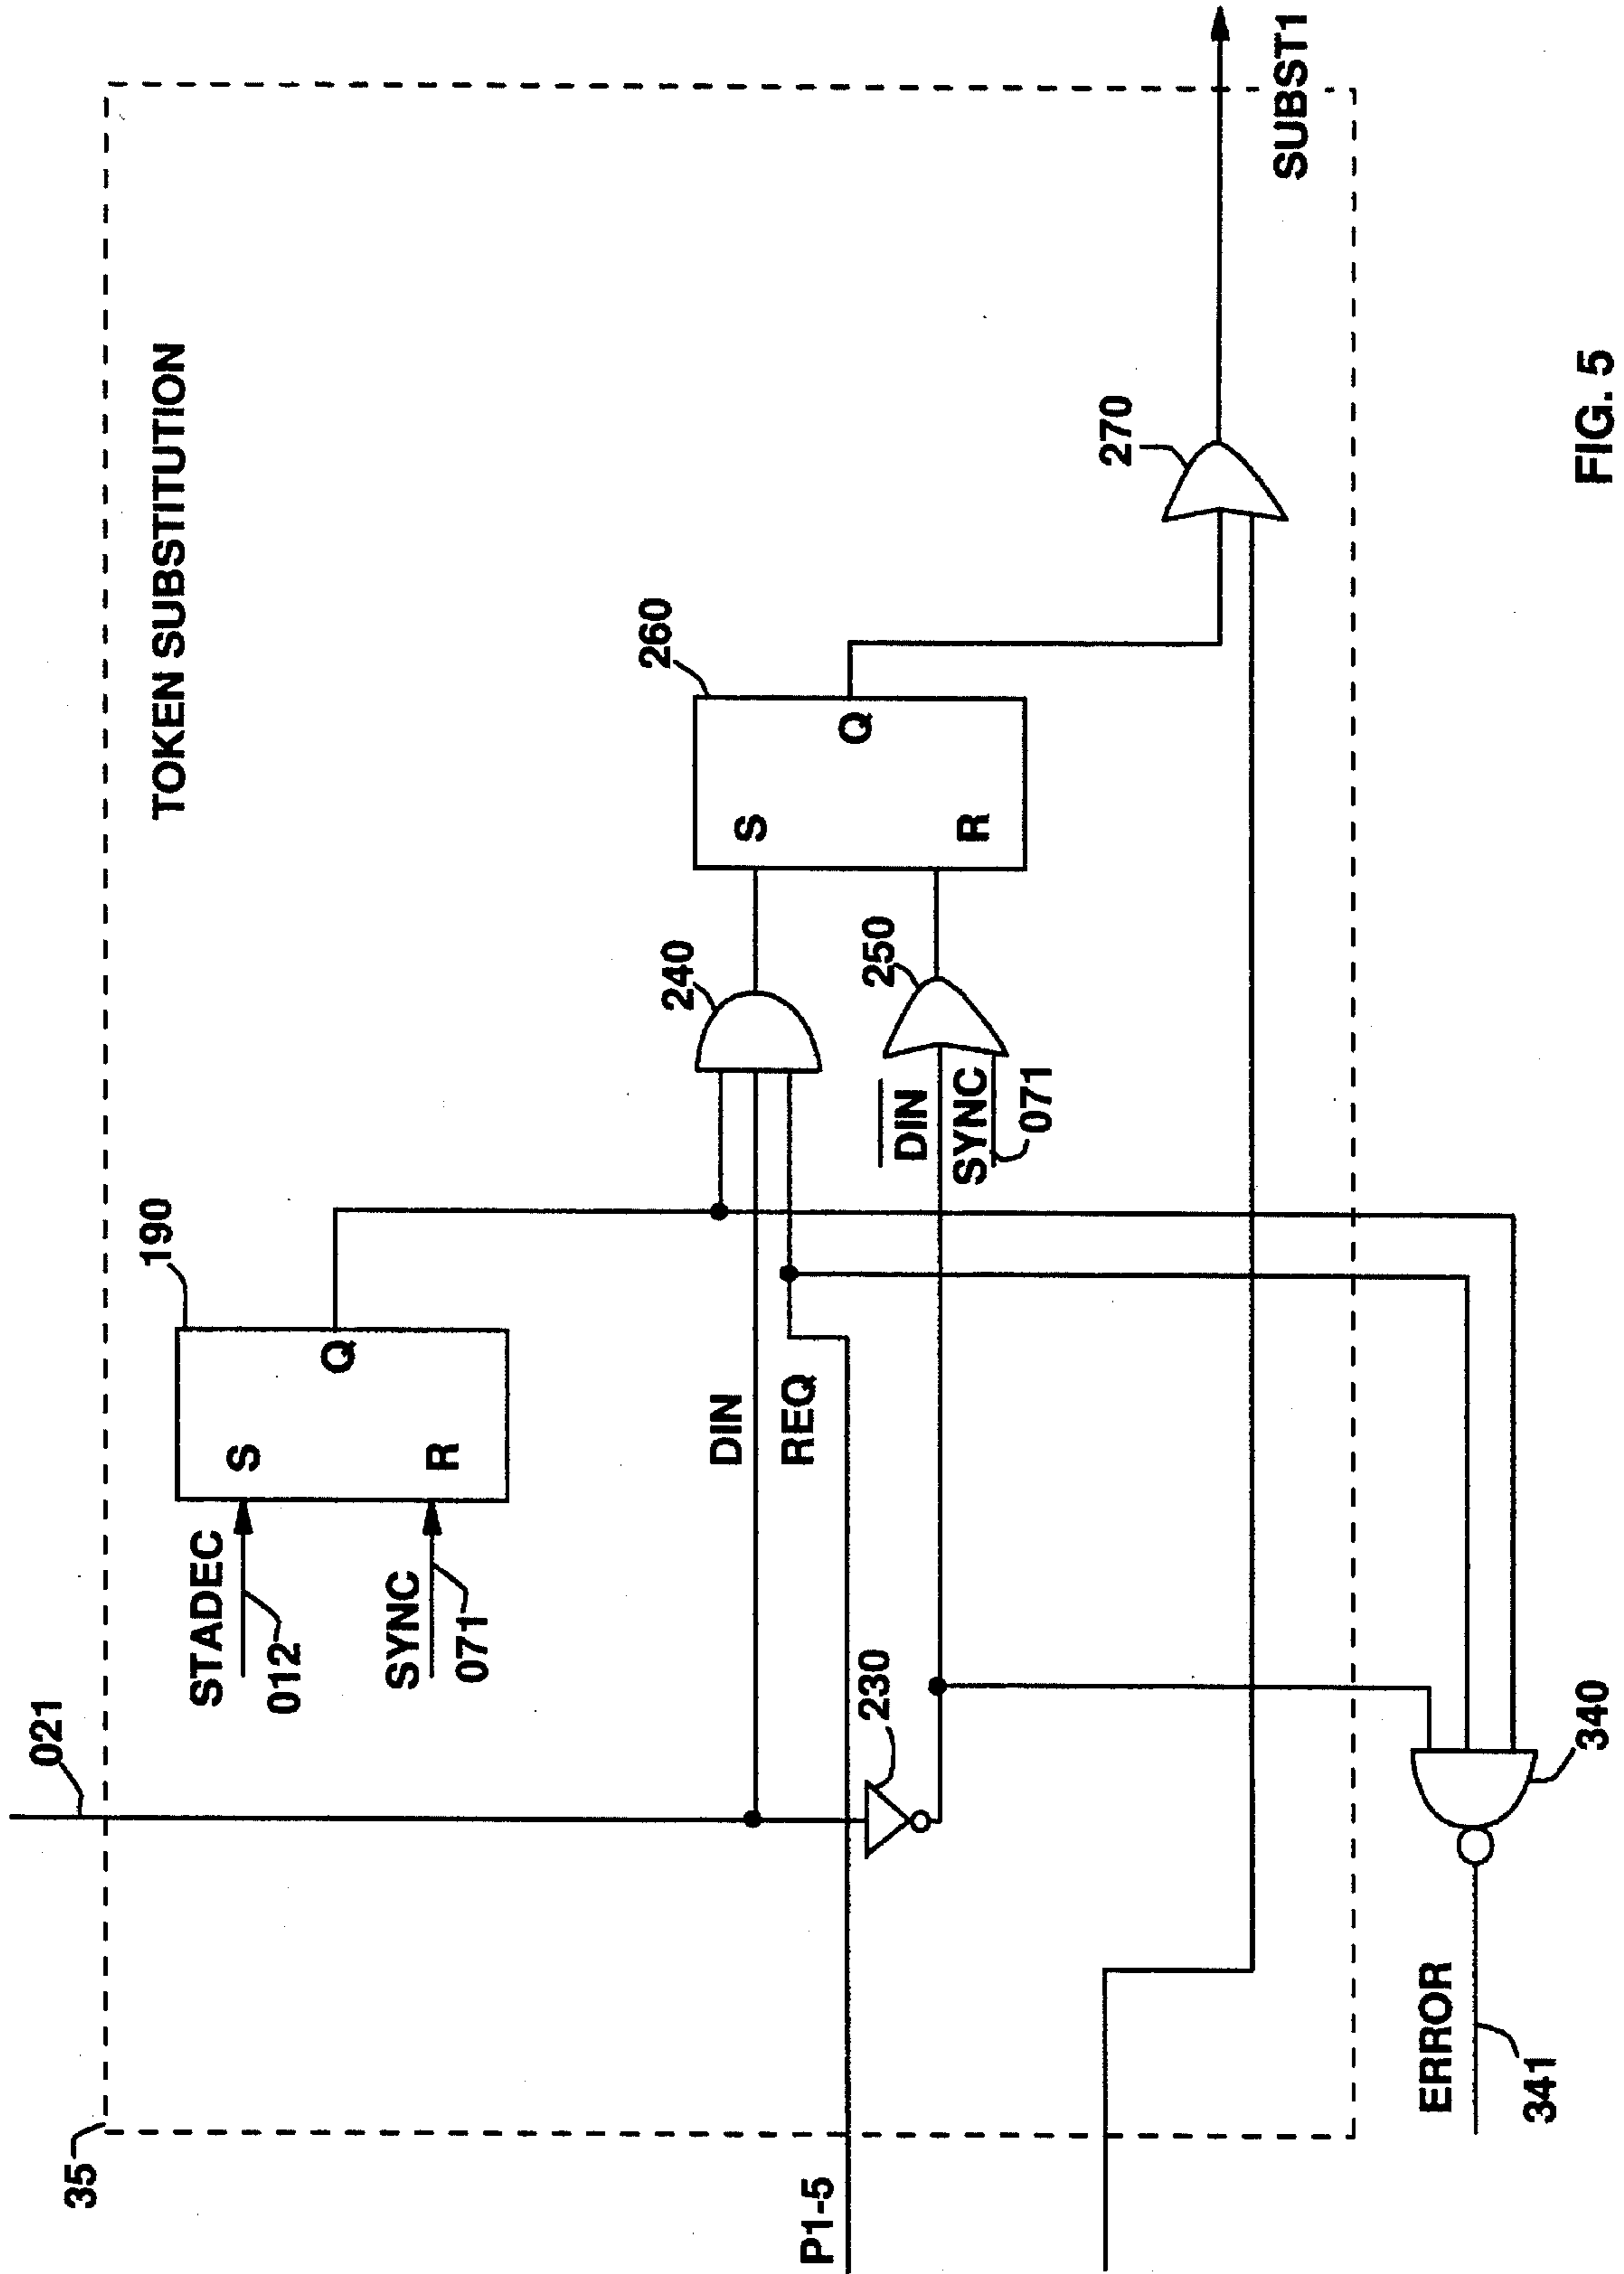 35
021
TOKEN SUBSTITUTION
STADEC
012
SYNC
071
S
R
Q
190
DIN
REQ
P1-5
230
240
250
DIN
SYNC
071
S
R
Q
260
270
SUBST1
ERROR
341
340
FIG. 5